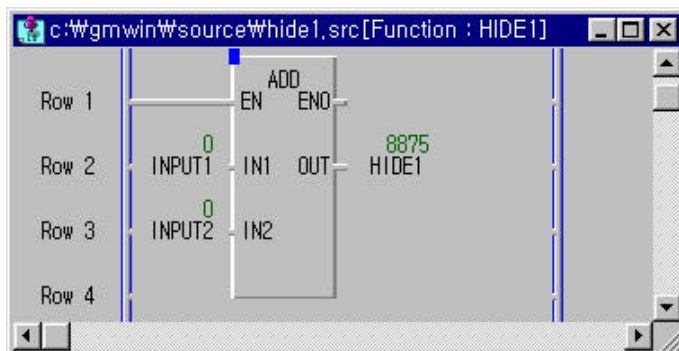 c:₩gmwin₩source₩hide1.src[Function : HIDE1]
ADD
Row 1 EN ENO
0 8875
Row 2 INPUT1 IN1 OUT HIDE1
0
Row 3 INPUT2 IN2
Row 4